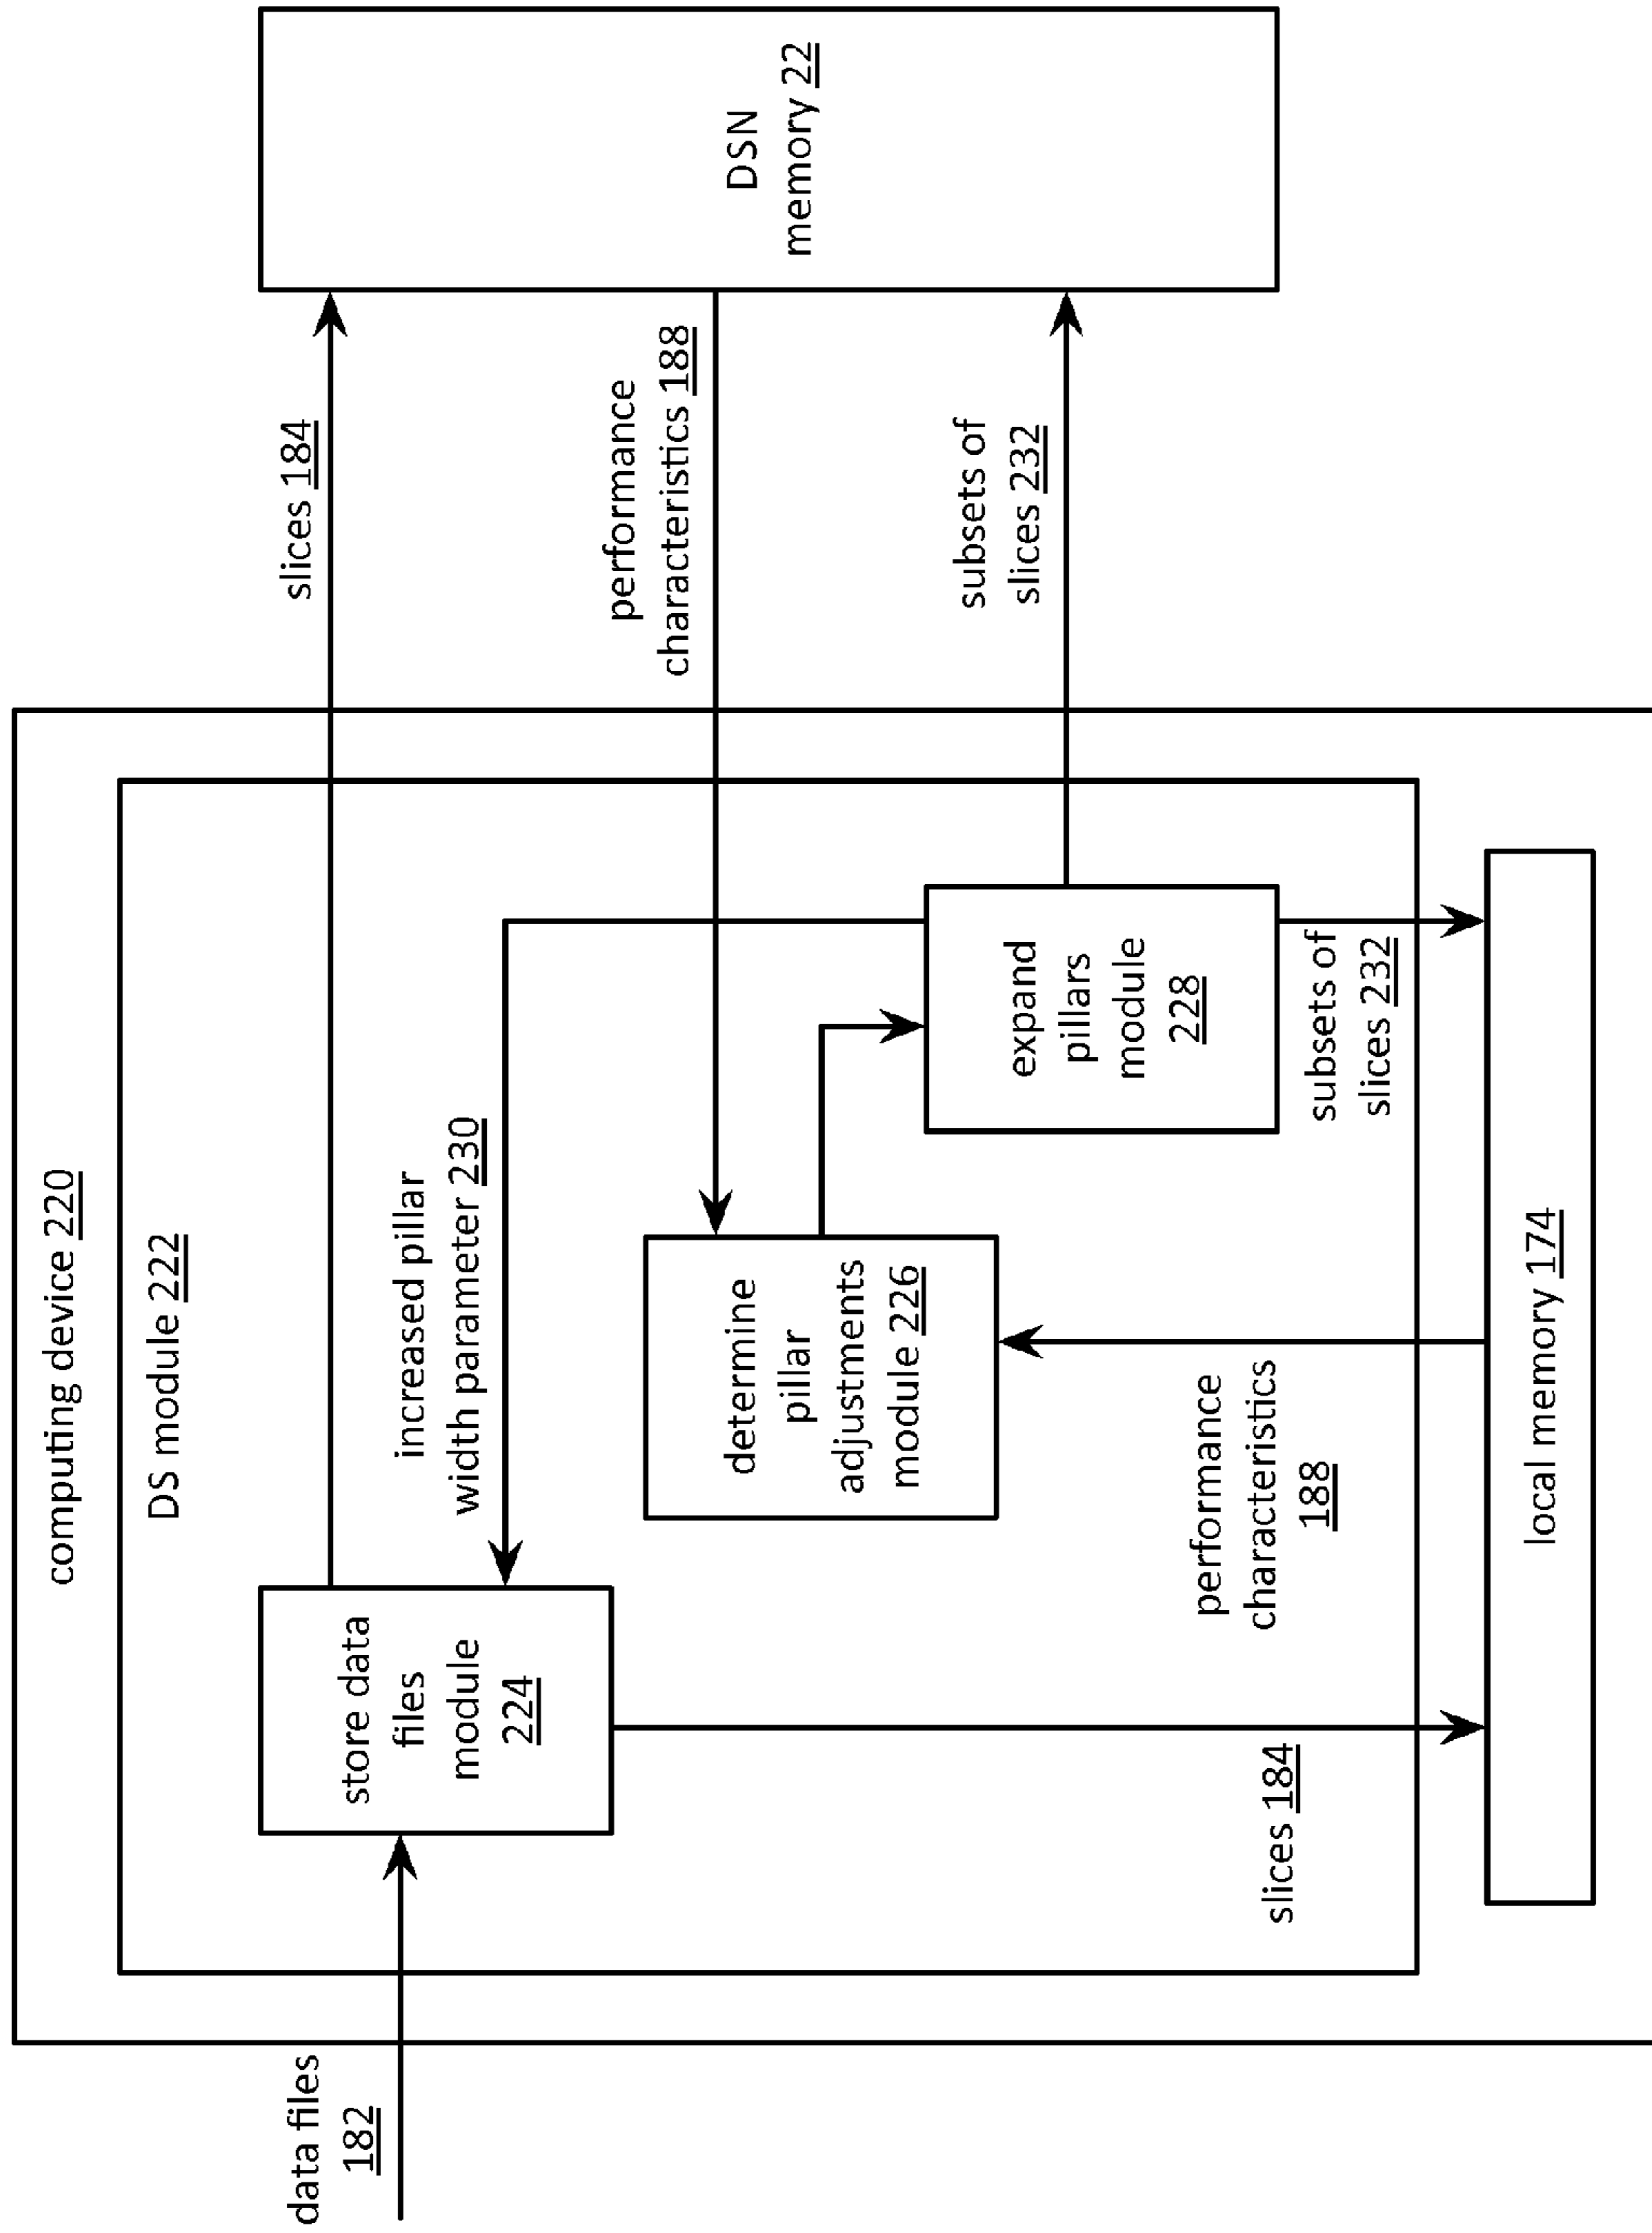 computing device 220
DS module 222
data files
182
store data
files
module
224
slices 184
increased pillar
width parameter 230
determine
pillar
adjustments
module 226
expand
pillars
module
228
performance
characteristics 188
subsets of
slices 232
DSN
memory 22
slices 184
performance
characteristics
188
subsets of
slices 232
local memory 174